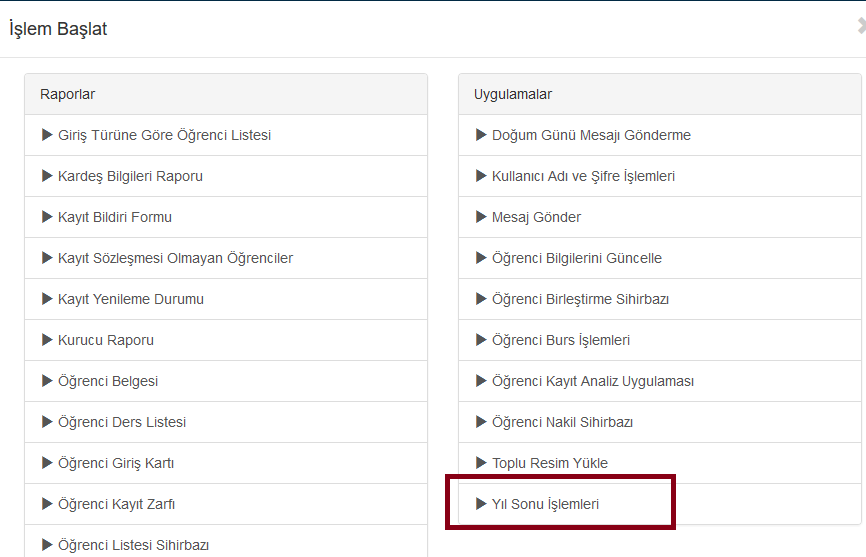 İşlem Başlat
Raporlar
Giriş Türüne Göre Öğrenci Listesi
Kardeş Bilgileri Raporu
Kayıt Bildiri Formu
Kayıt Sözleşmesi Olmayan Öğrenciler
Kayıt Yenileme Durumu
Kurucu Raporu
Öğrenci Belgesi
Öğrenci Ders Listesi
Öğrenci Giriş Kartı
Öğrenci Kayıt Zarfı
Öğrenci Listesi Sihirbazı
Uygulamalar
Doğum Günü Mesajı Gönderme
Kullanıcı Adı ve Şifre İşlemleri
Mesaj Gönder
Öğrenci Bilgilerini Güncelle
Öğrenci Birleştirme Sihirbazı
Öğrenci Burs İşlemleri
Öğrenci Kayıt Analiz Uygulaması
Öğrenci Nakil Sihirbazı
Toplu Resim Yükle
Yıl Sonu İşlemleri